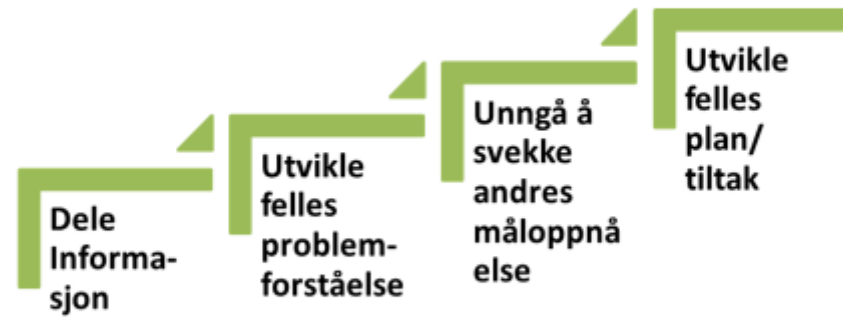 Dele
Informa-
sjon
Utvikle
felles
problem-
forståelse
Unngå å
svekke
andres
måloppnå
else
Utvikle
felles
plan/
tiltak